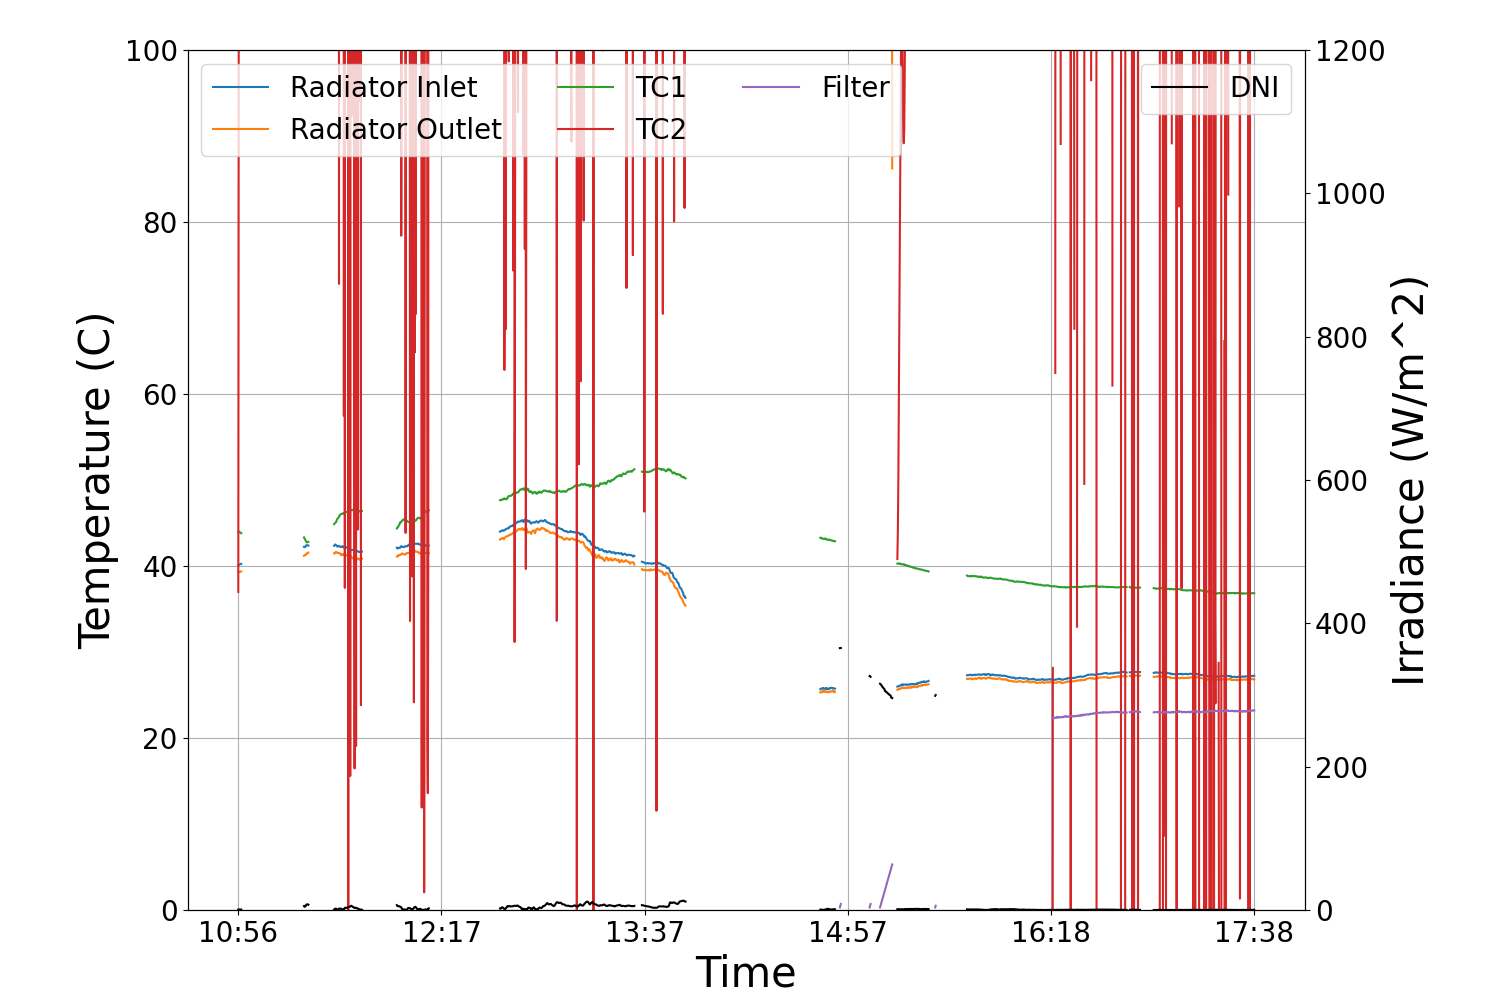 100
80
60
40
20
0
Temperature (C)
Radiator Inlet
Radiator Outlet
TC1
TC2
Filter
DNI
1200
1000
800
600
400
200
0
Irradiance (W/m^2)
10:56 12:17 13:37 14:57 16:18 17:38
Time